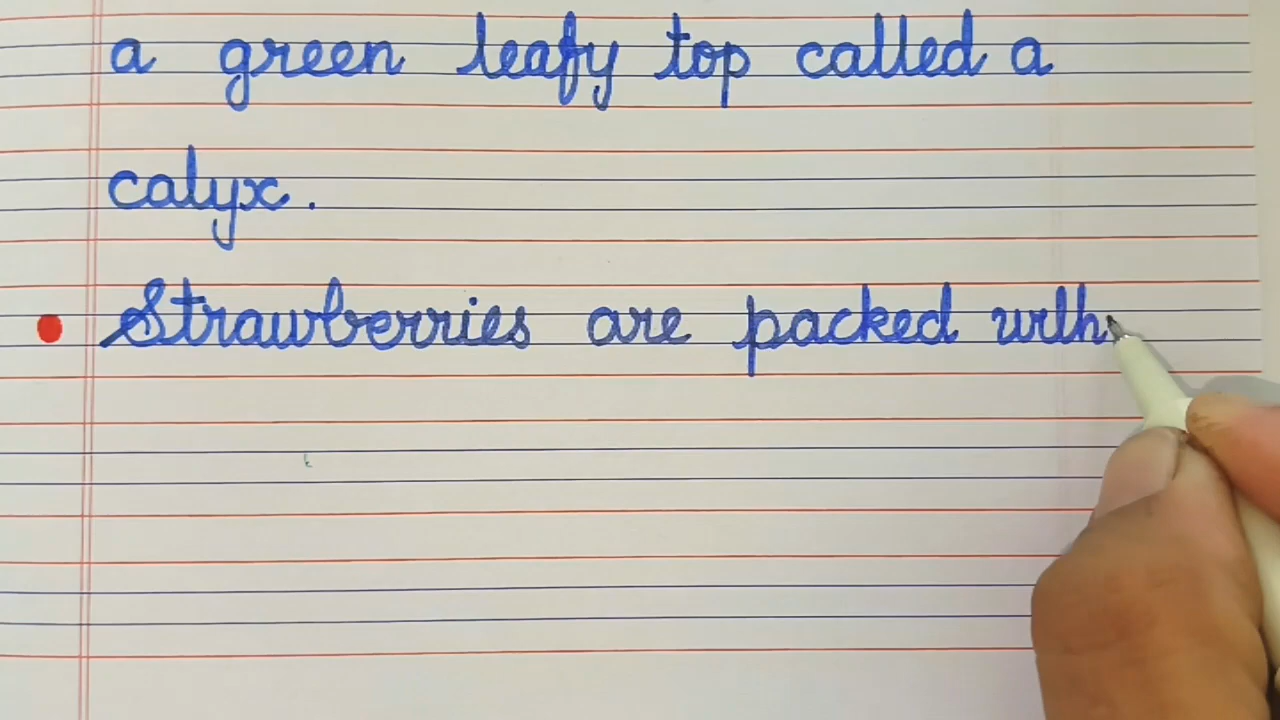 a green leafy top called a
calyx.
Strawberries are packed with